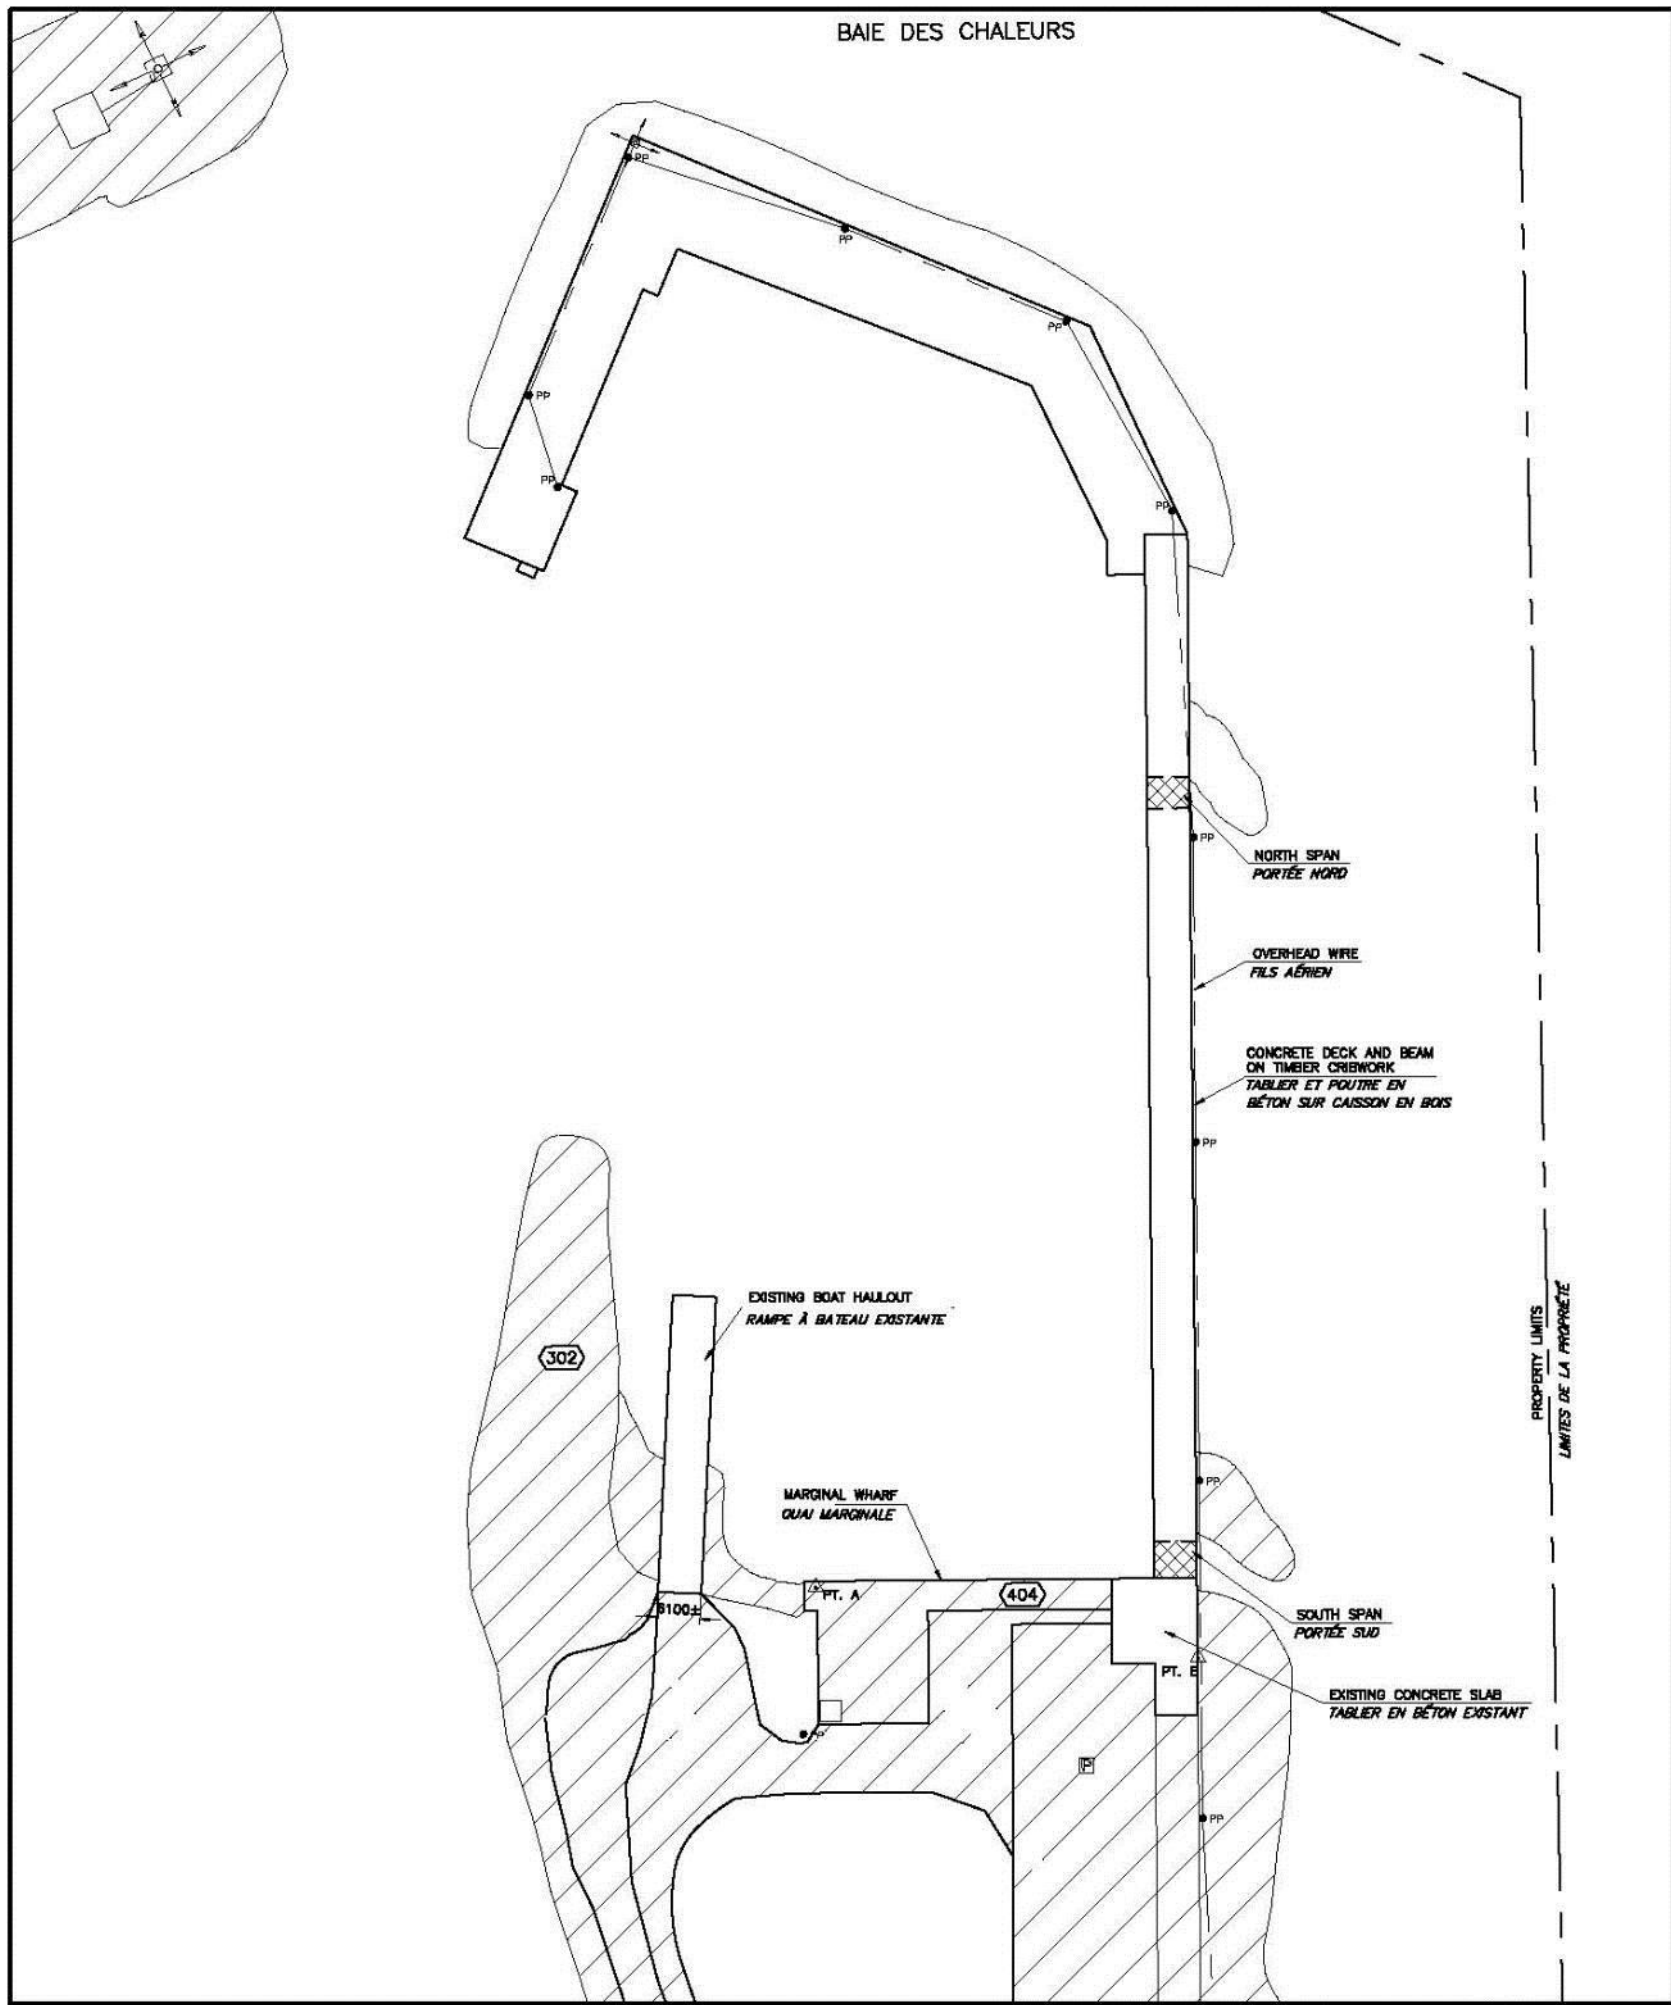 BAIE DES CHALEURS
PP
PP
PP
PP
PP
PP
PP
NORTH SPAN
PORTÉE NORD
OVERHEAD WIRE
FILS AÉRIEN
CONCRETE DECK AND BEAM
ON TIMBER CRIBWORK
TABLIER ET POUTRE EN
BÉTON SUR CAISSON EN BOIS
PP
EXISTING BOAT HAULOUT
RAMPE À BATEAU EXISTANTE
302
PROPERTY LIMITS
LIMITES DE LA PROPRIÉTÉ
PP
MARGINAL WHARF
QUAI MARGINALE
PT. A
404
6100±
SOUTH SPAN
PORTÉE SUD
PT. B
EXISTING CONCRETE SLAB
TABLIER EN BÉTON EXISTANT
PP
P
PP